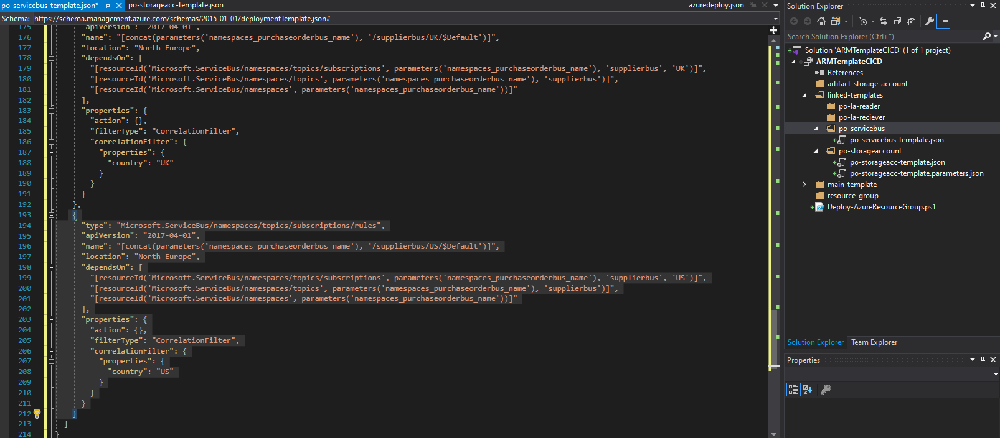 po-servicebus-template.json*
po-storageacc-template.json
azuredeploy.json
Schema: https://schema.management.azure.com/schemas/2015-01-01/deploymentTemplate.json#
175 "apiVersion": "2017-04-01",
176 "name": "[concat(parameters('namespaces_purchaseorderbus_name'), '/supplierbus/UK/$Default')]",
177 "location": "North Europe",
178 "dependsOn": [
179 "[resourceId('Microsoft.ServiceBus/namespaces/topics/subscriptions', parameters('namespaces_purchaseorderbus_name'), 'supplierbus', 'UK')]",
180 "[resourceId('Microsoft.ServiceBus/namespaces/topics', parameters('namespaces_purchaseorderbus_name'), 'supplierbus')]",
181 "[resourceId('Microsoft.ServiceBus/namespaces', parameters('namespaces_purchaseorderbus_name'))]"
182 ],
183 "properties": {
184 "action": {},
185 "filterType": "CorrelationFilter",
186 "correlationFilter": {
187 "properties": {
188 "country": "UK"
189 }
190 }
191 }
192 },
193 {
194 "type": "Microsoft.ServiceBus/namespaces/topics/subscriptions/rules",
195 "apiVersion": "2017-04-01",
196 "name": "[concat(parameters('namespaces_purchaseorderbus_name'), '/supplierbus/US/$Default')]",
197 "location": "North Europe",
198 "dependsOn": [
199 "[resourceId('Microsoft.ServiceBus/namespaces/topics/subscriptions', parameters('namespaces_purchaseorderbus_name'), 'supplierbus', 'US')]",
200 "[resourceId('Microsoft.ServiceBus/namespaces/topics', parameters('namespaces_purchaseorderbus_name'), 'supplierbus')]",
201 "[resourceId('Microsoft.ServiceBus/namespaces', parameters('namespaces_purchaseorderbus_name'))]"
202 ],
203 "properties": {
204 "action": {},
205 "filterType": "CorrelationFilter",
206 "correlationFilter": {
207 "properties": {
208 "country": "US"
209 }
210 }
211 }
212 }
213 ]
214 }
Solution Explorer
Search Solution Explorer (Ctrl+¨)
Solution 'ARMTemplateCICD' (1 of 1 project)
ARMTemplateCICD
References
artifact-storage-account
linked-templates
po-la-reader
po-la-reciever
po-servicebus
po-servicebus-template.json
po-storageaccount
po-storageacc-template.json
po-storageacc-template.parameters.json
main-template
resource-group
Deploy-AzureResourceGroup.ps1
Solution Explorer Team Explorer
Properties